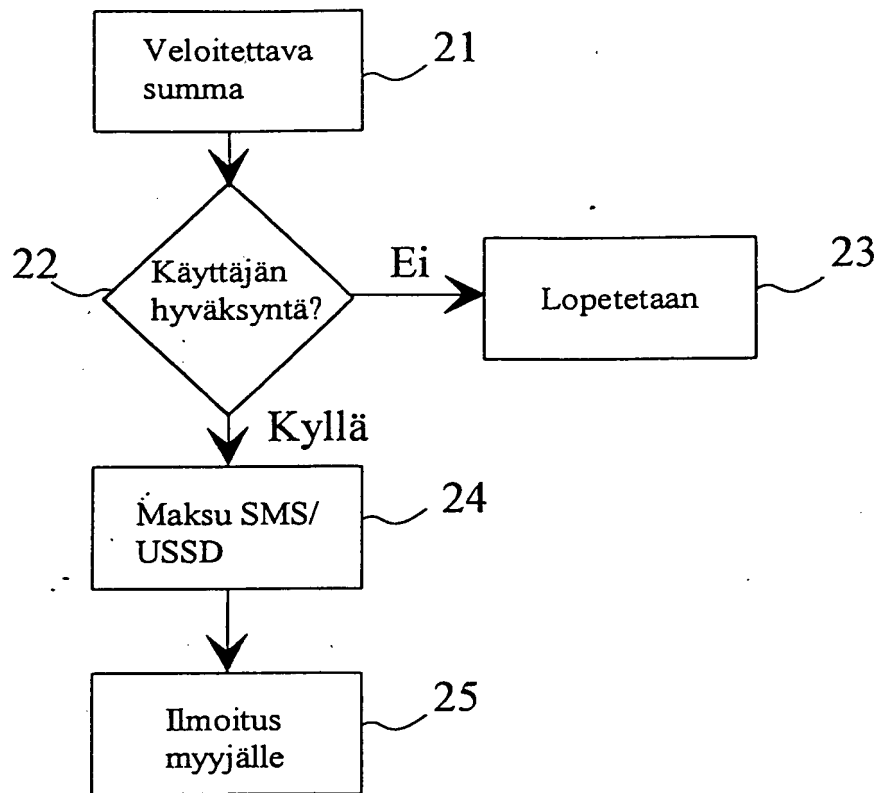 Veloitettava
summa
21
22
Käyttäjän
hyväksyntä?
Ei
Lopetetaan
23
Kyllä
Maksu SMS/
USSD
24
Ilmoitus
myyjälle
25